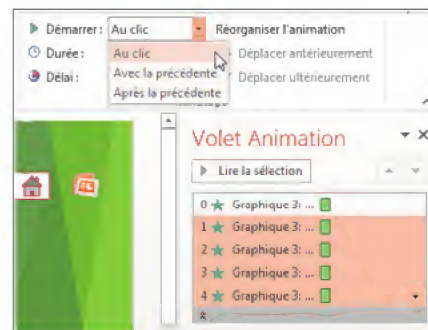 Démarrer : Au clic Réorganiser l'animation
Durée : Au clic Déplacer antérieurement
Délai : Avec la précédente Déplacer ultérieurement
Après la précédente
Volet Animation
Lire la sélection
0 Graphique 3: ...
1 Graphique 3: ...
2 Graphique 3: ...
3 Graphique 3: ...
4 Graphique 3: ...